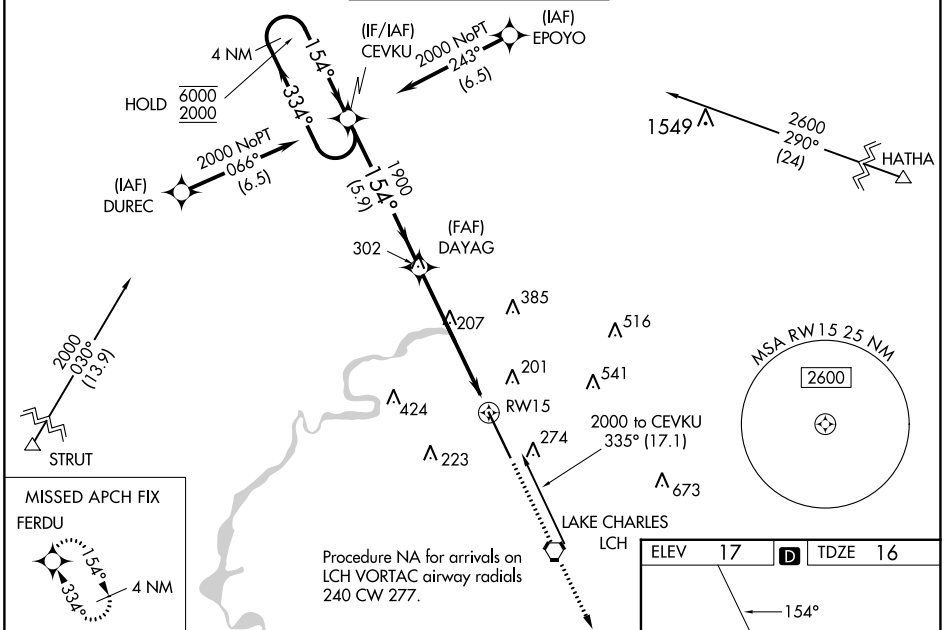 (IAF)
EPOYO
(IF/IAF)
CEVKU
4 NM
154°
334°
2000 NoPT
243°
(6.5)
HOLD
6000
2000
2000 NoPT
066°
(6.5)
(IAF)
DUREC
1549
2600
290°
(24)
HATHA
1900
154°
(5.9)
(FAF)
DAYAG
302
207
385
516
201
541
424
RW15
223
274
2000 to CEVKU
335° (17.1)
673
MSA RW15 25 NM
2600
2000
030°
(13.9)
STRUT
MISSED APCH FIX
FERDU
154°
334°
4 NM
LAKE CHARLES
LCH
Procedure NA for arrivals on
LCH VORTAC airway radials
240 CW 277.
ELEV 17 D TDZE 16
154°